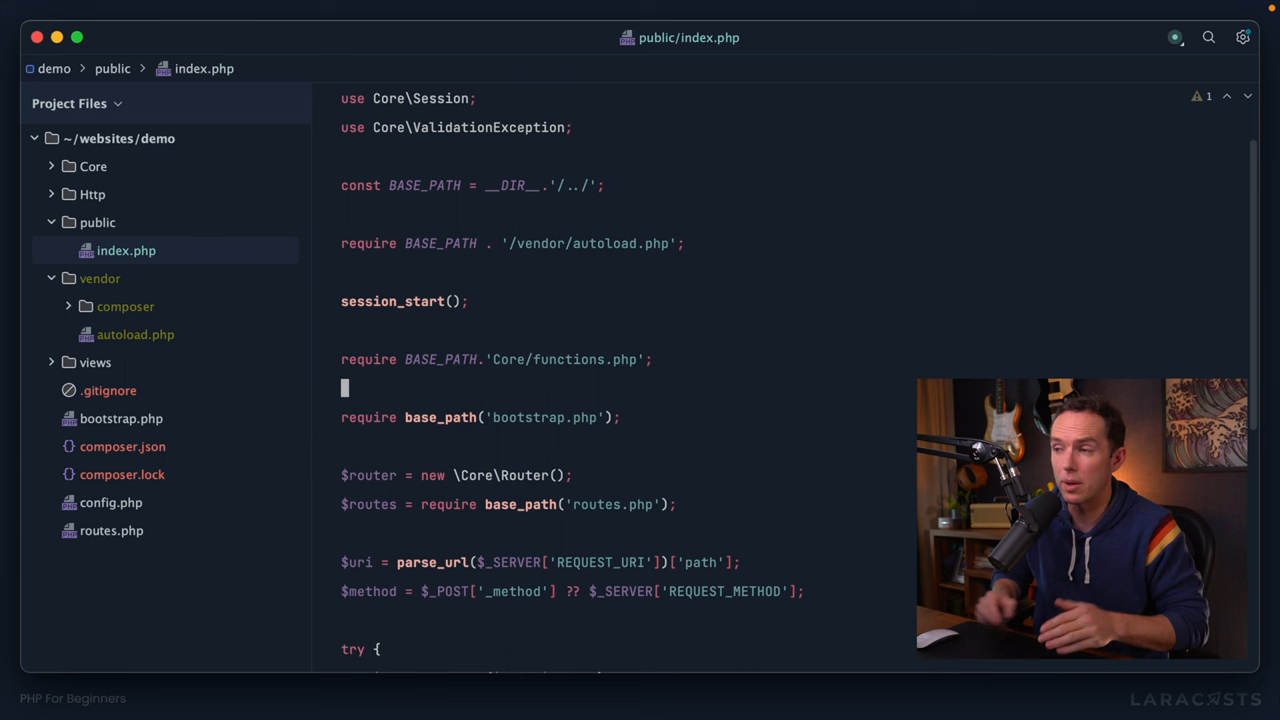 public/index.php
demo
public
index.php
Project Files
~/websites/demo
Core
Http
public
index.php
vendor
composer
autoload.php
views
.gitignore
bootstrap.php
composer.json
composer.lock
config.php
routes.php
1
use Core\Session;
use Core\ValidationException;
const BASE_PATH = __DIR__.'/../';
require BASE_PATH . '/vendor/autoload.php';
session_start();
require BASE_PATH.'Core/functions.php';
require base_path('bootstrap.php');
$router = new \Core\Router();
$routes = require base_path('routes.php');
$uri = parse_url($_SERVER['REQUEST_URI'])['path'];
$method = $_POST['_method'] ?? $_SERVER['REQUEST_METHOD'];
try {
PHP For Beginners
LARACASTS